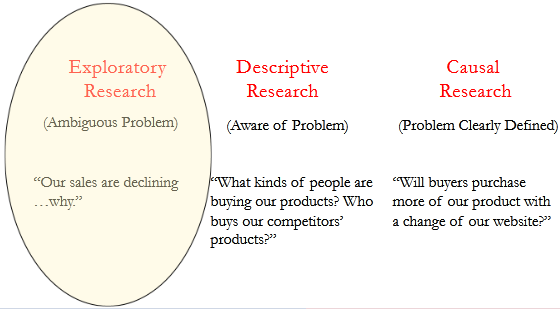 Exploratory
Research
(Ambiguous Problem)
“Our sales are declining
…why.”
Descriptive
Research
(Aware of Problem)
“What kinds of people are
buying our products? Who
buys our competitors’
products?”
Causal
Research
(Problem Clearly Defined)
“Will buyers purchase
more of our product with
a change of our website?”